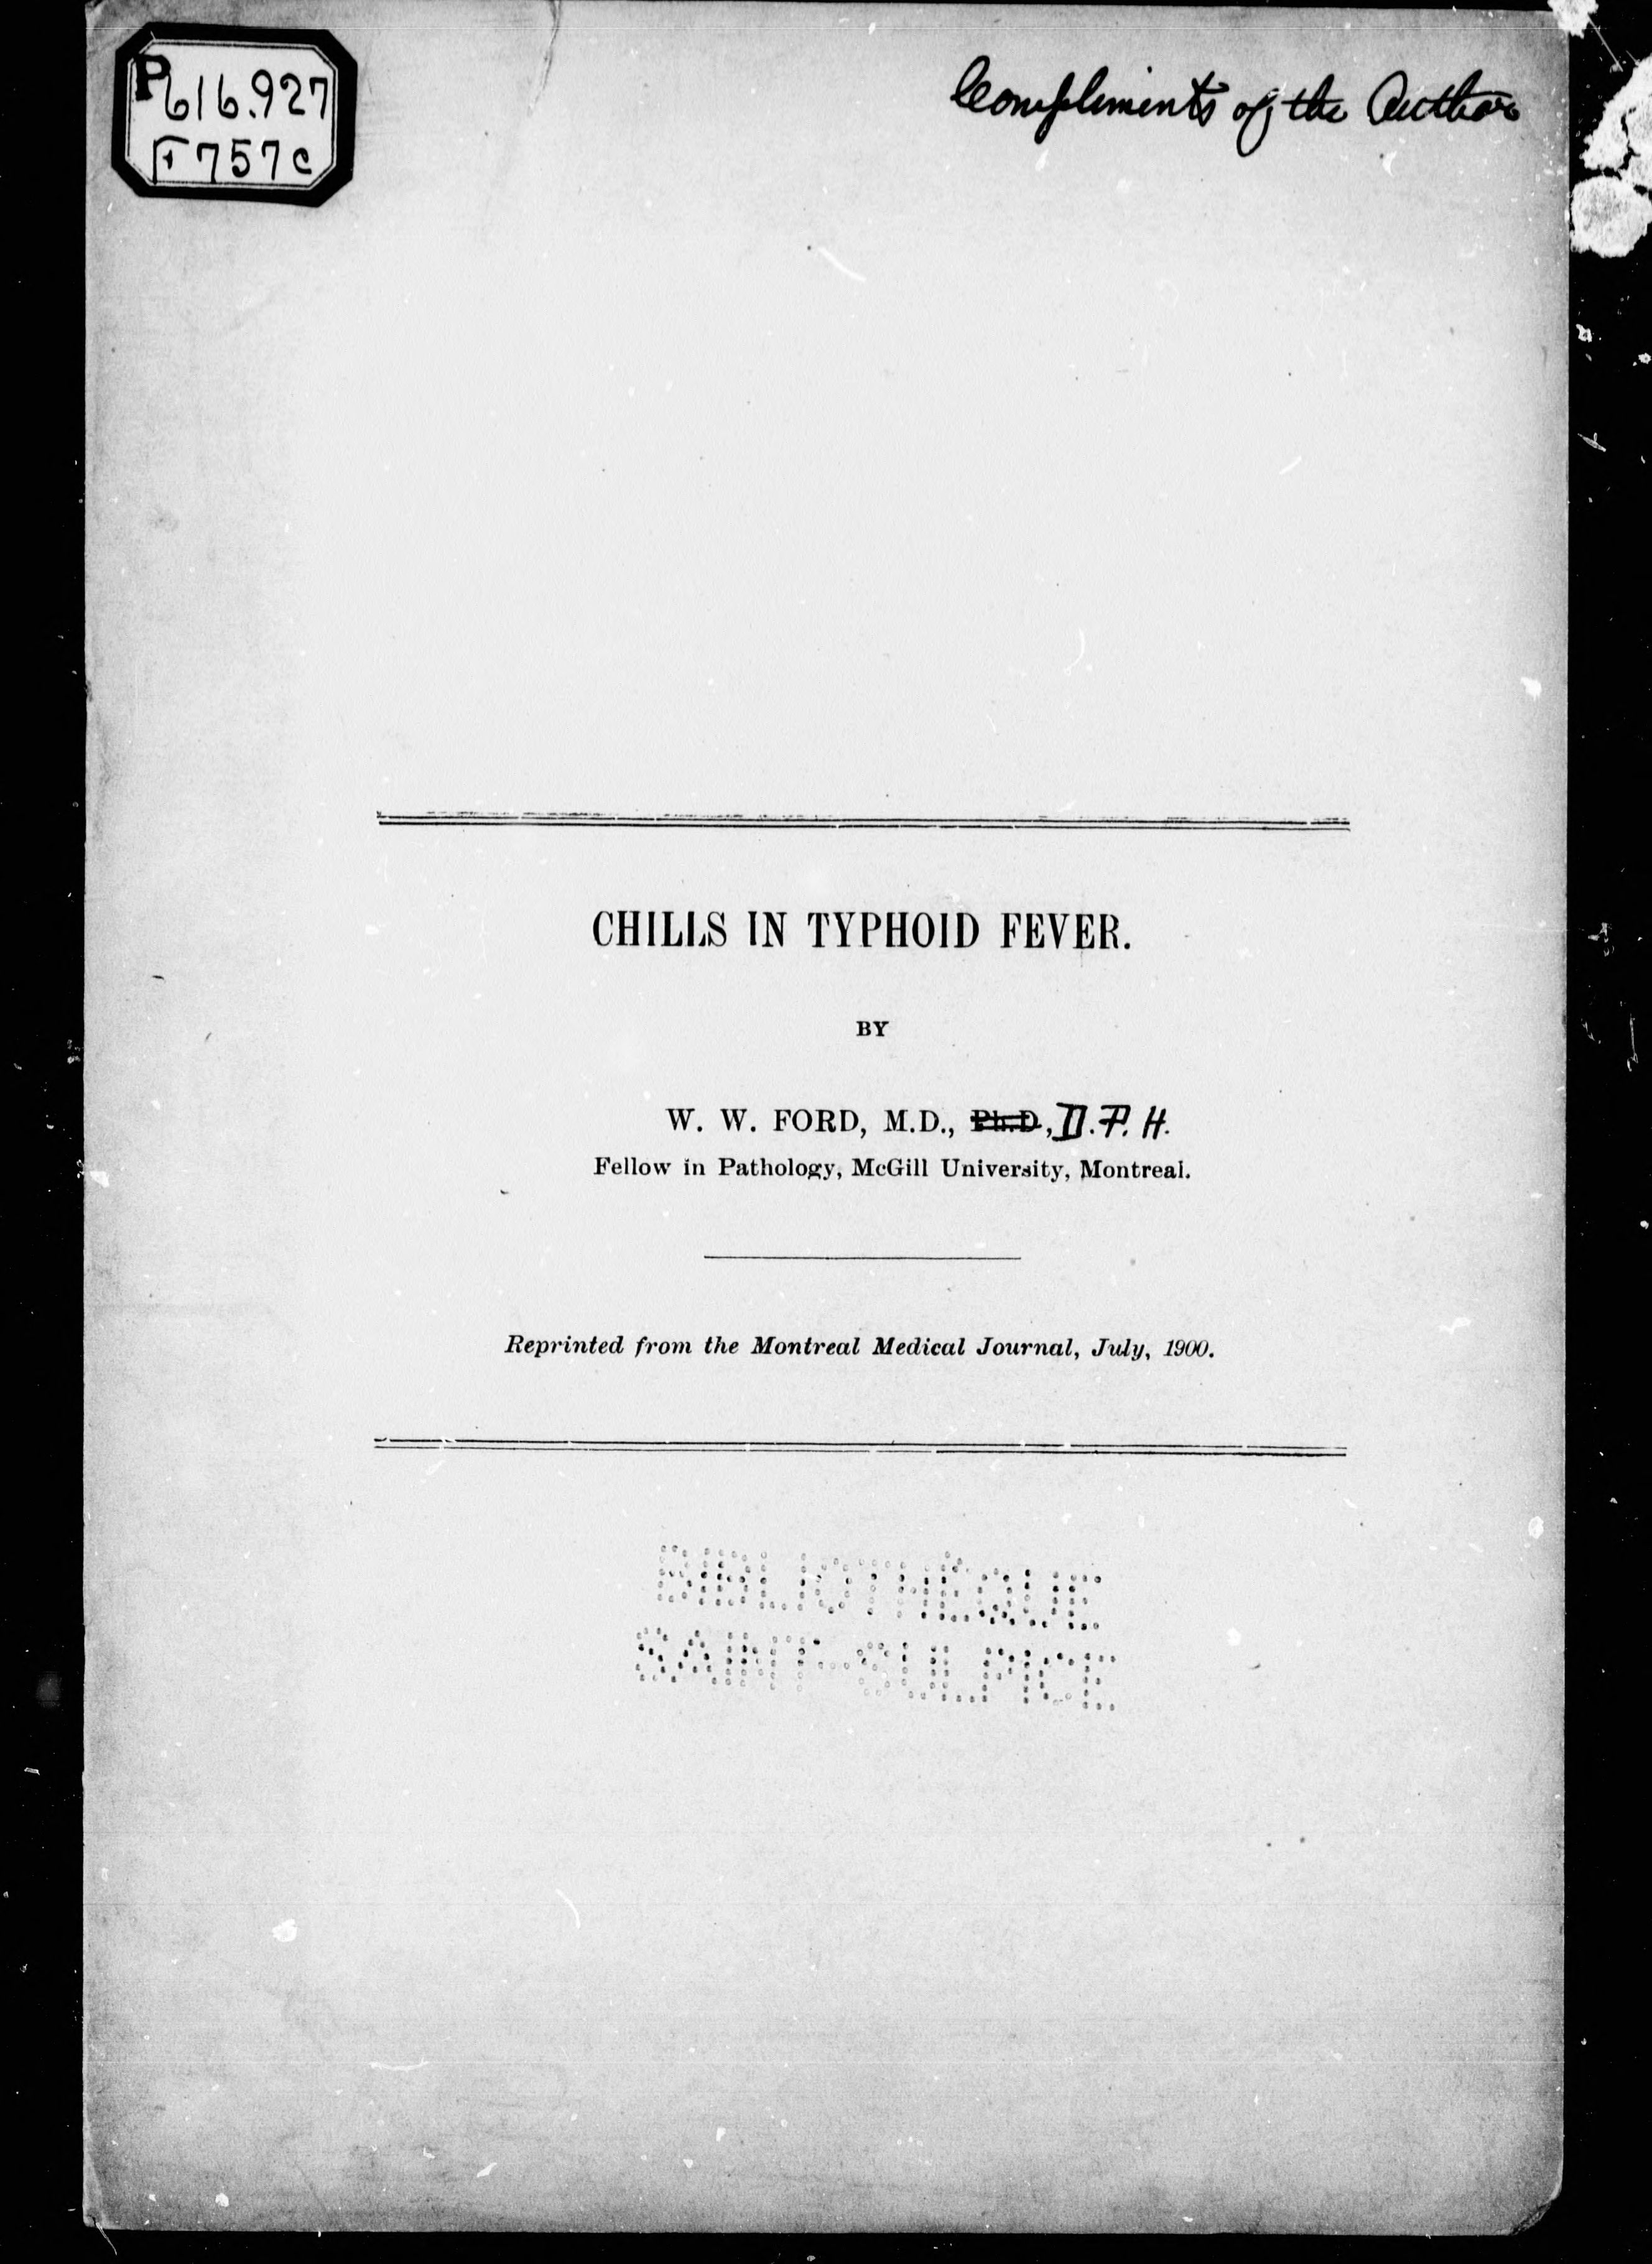 P616.927
F757c
Compliments of the Author
CHILLS IN TYPHOID FEVER.
BY
W. W. FORD, M.D., Ph.D., D.P.H.
Fellow in Pathology, McGill University, Montreal.
Reprinted from the Montreal Medical Journal, July, 1900.
BIBLIOTHÈQUE
SAINT-SULPICE